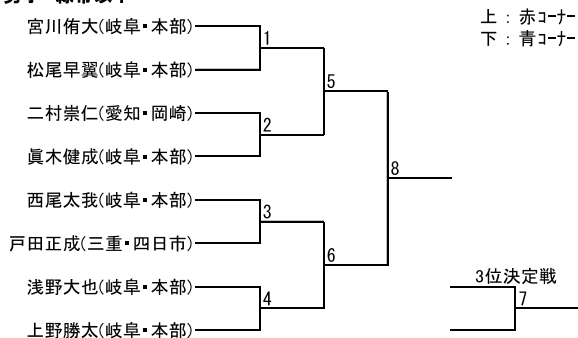 宮川侑大(岐阜・本部)
松尾早翼(岐阜・本部)
二村崇仁(愛知・岡崎)
眞木健成(岐阜・本部)
西尾太我(岐阜・本部)
戸田正成(三重・四日市)
浅野大也(岐阜・本部)
上野勝太(岐阜・本部)
1
2
3
4
5
6
8
上 : 赤コーナー
下 : 青コーナー
3位決定戦
7